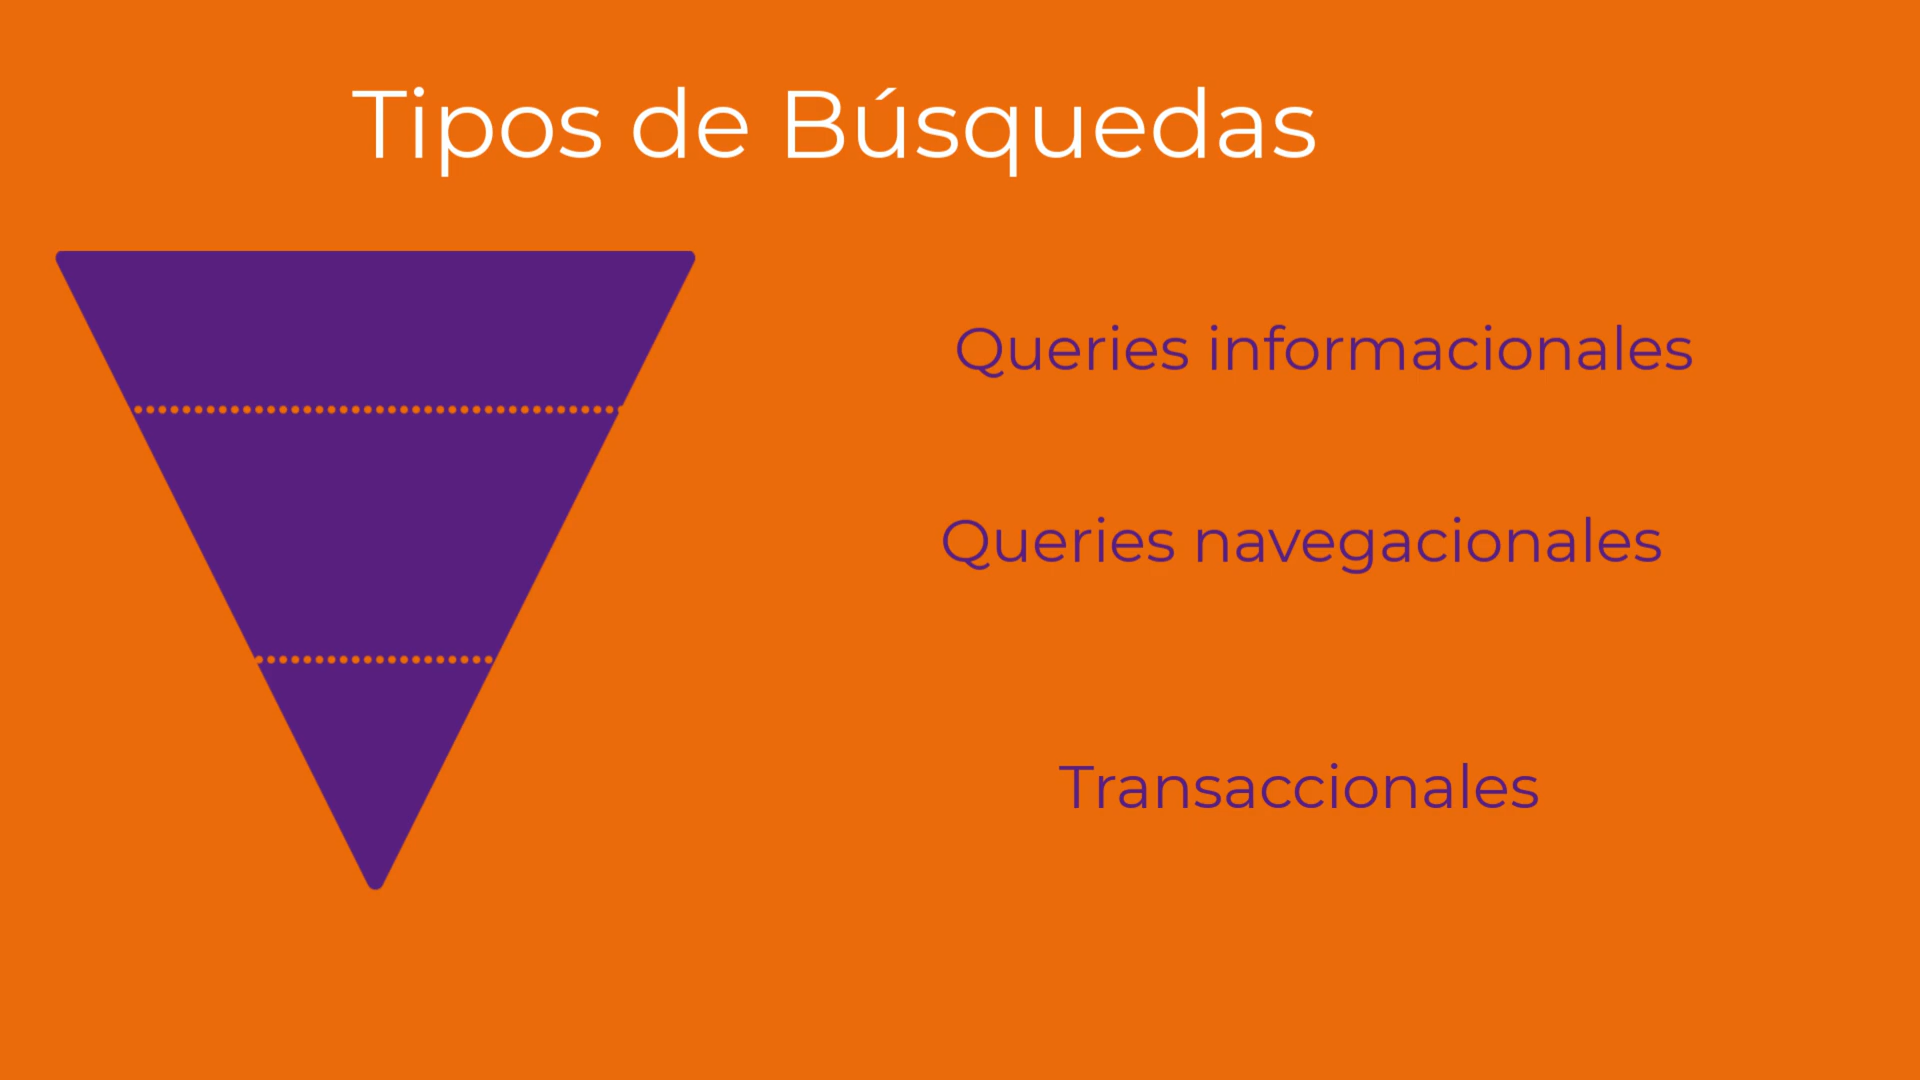 Tipos de Búsquedas
Queries informacionales
Queries navegacionales
Transaccionales